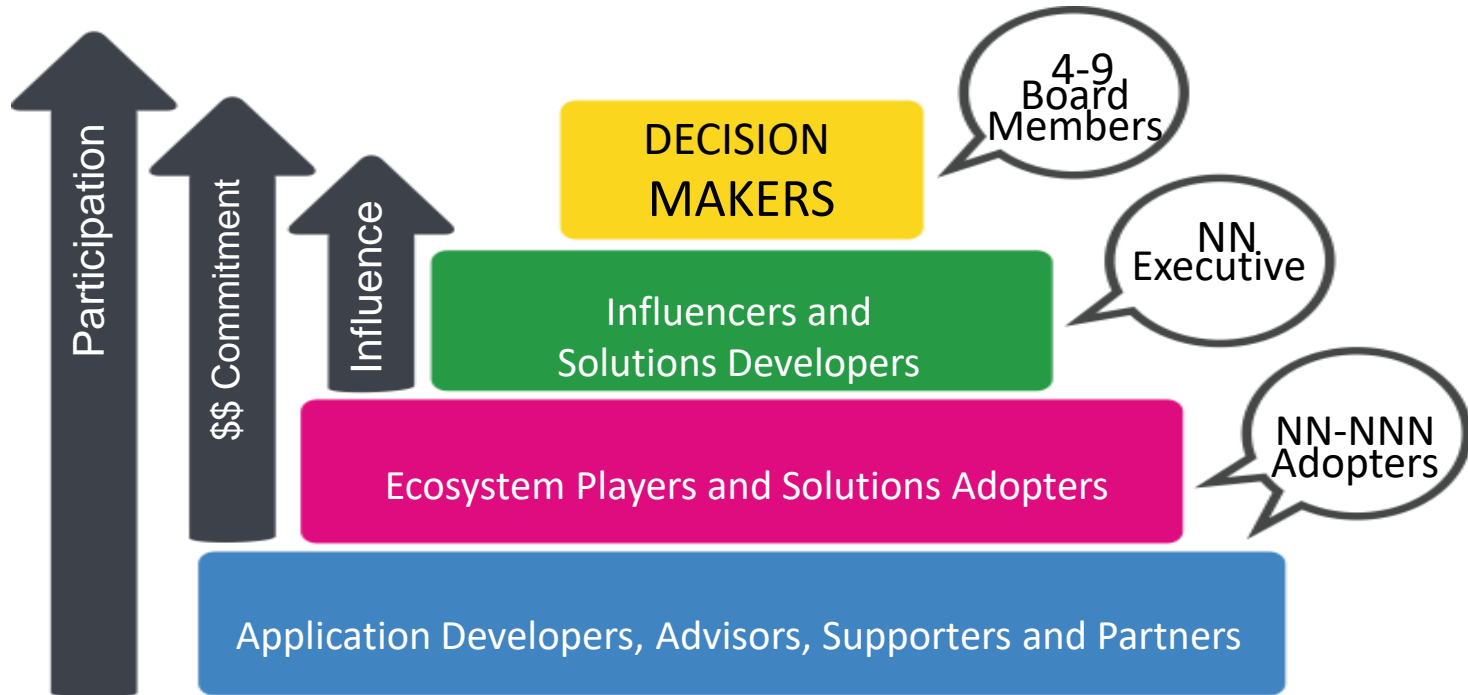 Participation
$$ Commitment
Influence
DECISION
MAKERS
4-9
Board
Members
Influencers and
Solutions Developers
NN
Executive
Ecosystem Players and Solutions Adopters
NN-NNN
Adopters
Application Developers, Advisors, Supporters and Partners